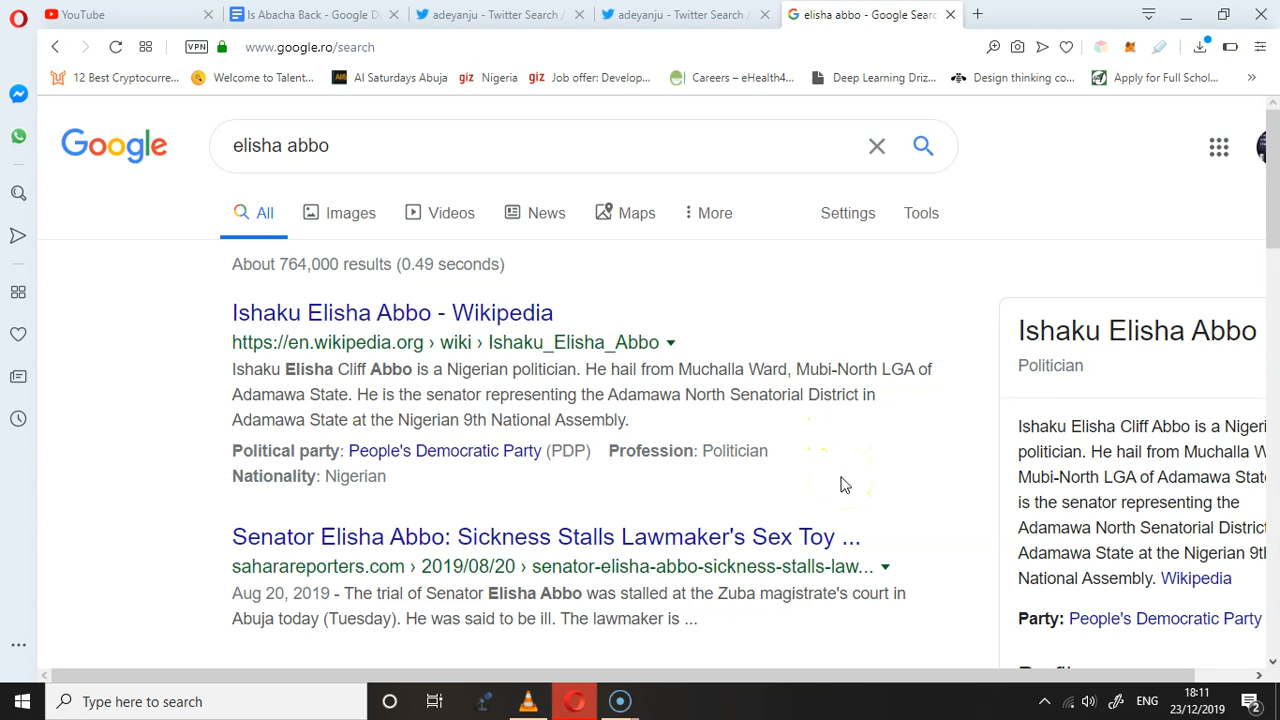 YouTube
Is Abacha Back - Google Do
adeyanju - Twitter Search /
adeyanju - Twitter Search /
elisha abbo - Google Searc
VPN
www.google.ro/search
12 Best Cryptocurre...
Welcome to Talent...
AI Saturdays Abuja
giz Nigeria
giz Job offer: Develop...
Careers – eHealth4...
Deep Learning Driz...
Design thinking co...
Apply for Full Schol...
Google
elisha abbo
All
Images
Videos
News
Maps
More
Settings
Tools
About 764,000 results (0.49 seconds)
Ishaku Elisha Abbo - Wikipedia
https://en.wikipedia.org › wiki › Ishaku_Elisha_Abbo
Ishaku Elisha Cliff Abbo is a Nigerian politician. He hail from Muchalla Ward, Mubi-North LGA of
Adamawa State. He is the senator representing the Adamawa North Senatorial District in
Adamawa State at the Nigerian 9th National Assembly.
Political party: People's Democratic Party (PDP) Profession: Politician
Nationality: Nigerian
Senator Elisha Abbo: Sickness Stalls Lawmaker's Sex Toy ...
saharareporters.com › 2019/08/20 › senator-elisha-abbo-sickness-stalls-law...
Aug 20, 2019 - The trial of Senator Elisha Abbo was stalled at the Zuba magistrate's court in
Abuja today (Tuesday). He was said to be ill. The lawmaker is ...
Ishaku Elisha Abbo
Politician
Ishaku Elisha Cliff Abbo is a Nigeri
politician. He hail from Muchalla W
Mubi-North LGA of Adamawa State
is the senator representing the
Adamawa North Senatorial District
Adamawa State at the Nigerian 9th
National Assembly. Wikipedia
Party: People's Democratic Party
Type here to search
ENG
18:11
23/12/2019
2